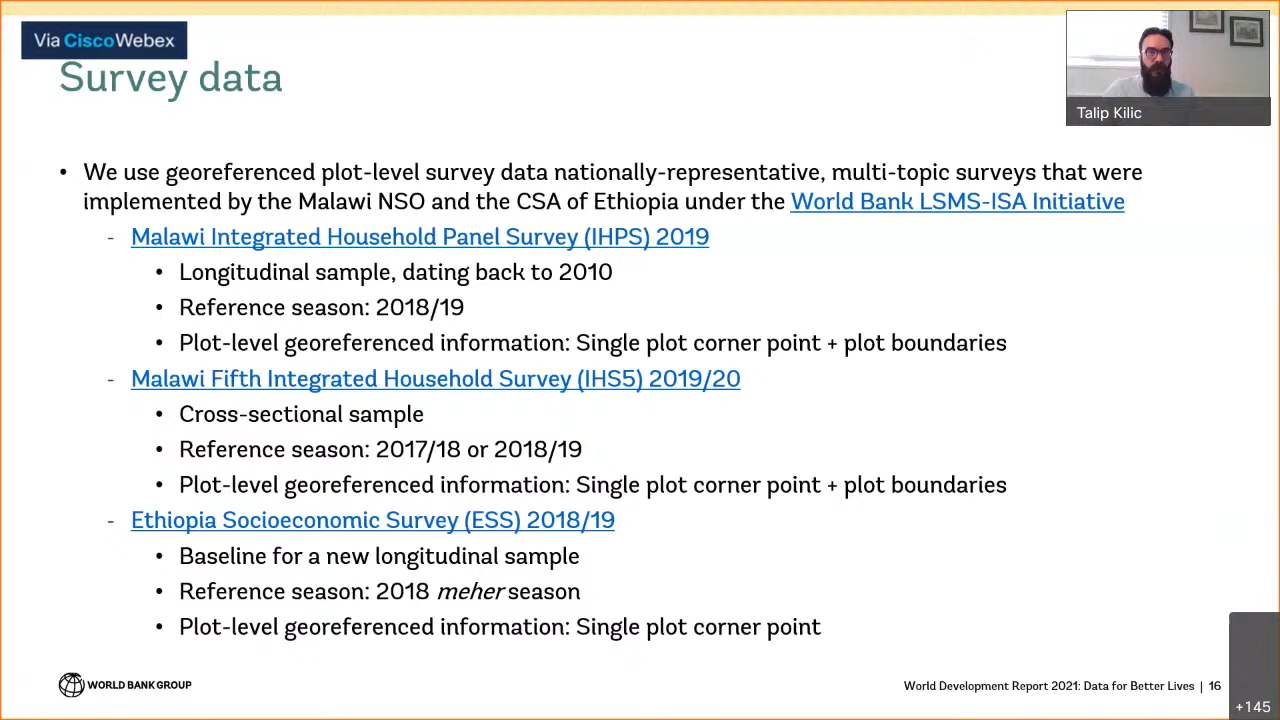 Via CiscoWebex
Survey data
Talip Kilic
• We use georeferenced plot-level survey data nationally-representative, multi-topic surveys that were
implemented by the Malawi NSO and the CSA of Ethiopia under the World Bank LSMS-ISA Initiative
- Malawi Integrated Household Panel Survey (IHPS) 2019
• Longitudinal sample, dating back to 2010
• Reference season: 2018/19
• Plot-level georeferenced information: Single plot corner point + plot boundaries
- Malawi Fifth Integrated Household Survey (IHS5) 2019/20
• Cross-sectional sample
• Reference season: 2017/18 or 2018/19
• Plot-level georeferenced information: Single plot corner point + plot boundaries
- Ethiopia Socioeconomic Survey (ESS) 2018/19
• Baseline for a new longitudinal sample
• Reference season: 2018 meher season
• Plot-level georeferenced information: Single plot corner point
WORLD BANK GROUP
World Development Report 2021: Data for Better Lives | 16
+145